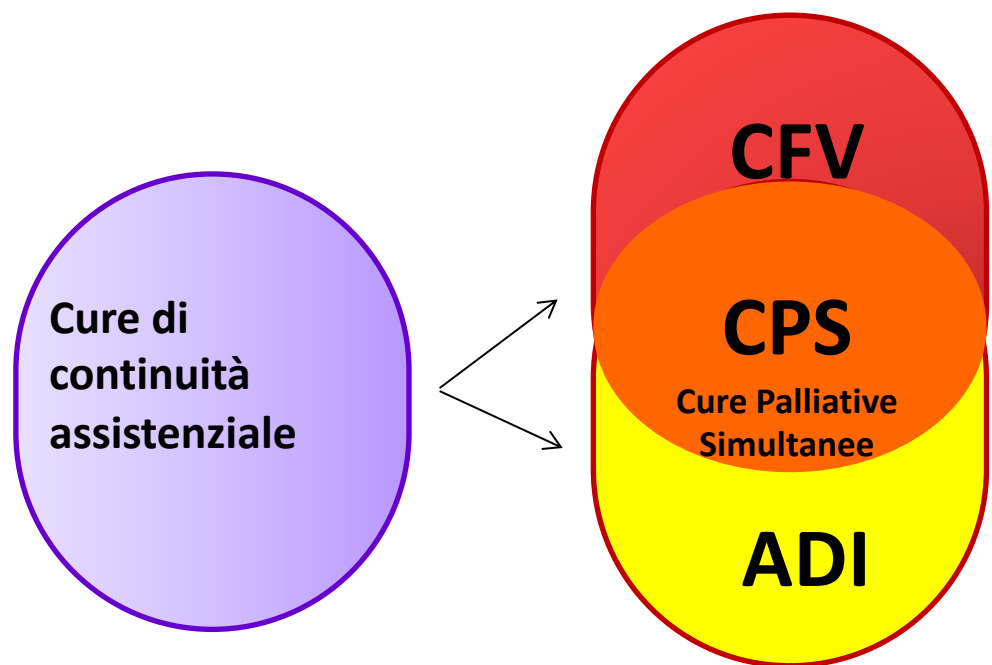 Cure di
continuità
assistenziale
CFV
CPS
Cure Palliative
Simultanee
ADI